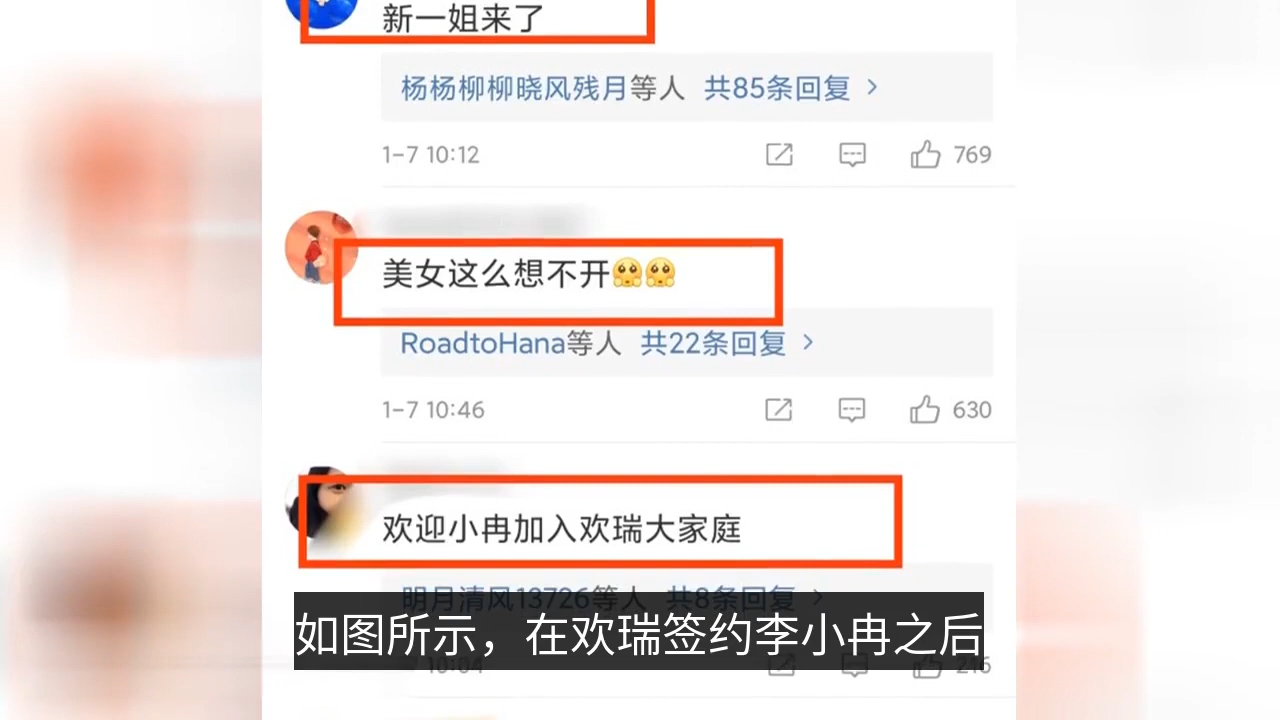 新一姐来了
杨杨柳柳晓风残月等人 共85条回复 >
1-7 10:12 769
美女这么想不开🥺🥺
RoadtoHana等人 共22条回复 >
1-7 10:46 630
欢迎小冉加入欢瑞大家庭
明月清风13726等人 共8条回复 >
如图所示，在欢瑞签约李小冉之后
10:04 216